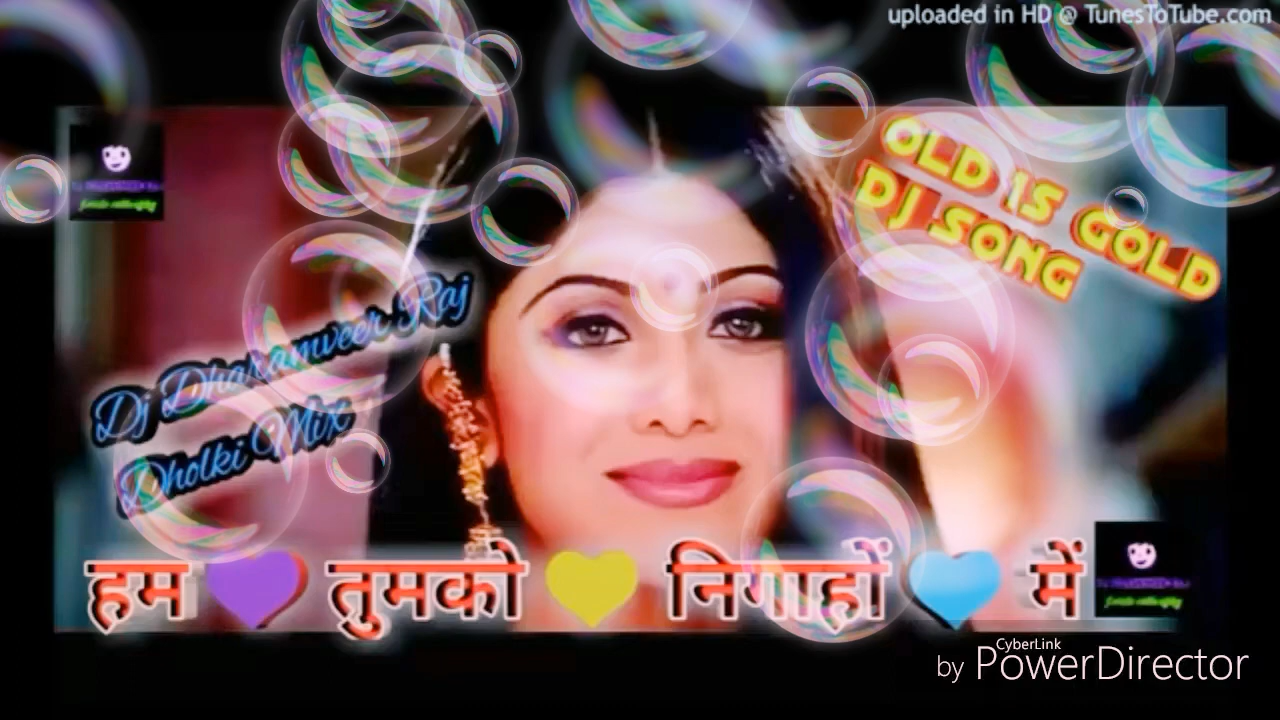 uploaded in HD @ TunesToTube.com
OLD IS GOLD
DJ SONG
Dj Dharamveer Raj
Dholki Mix
हम तुमको निगाहों में
CyberLink
by PowerDirector